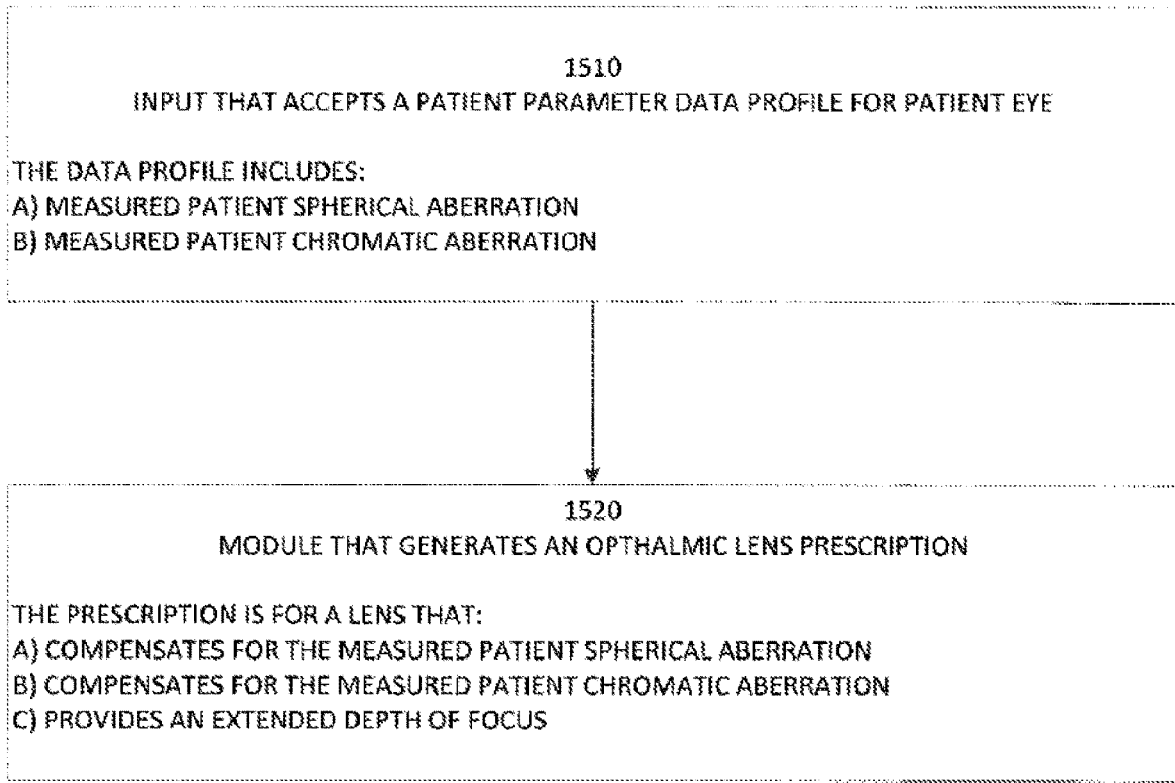 1510
INPUT THAT ACCEPTS A PATIENT PARAMETER DATA PROFILE FOR PATIENT EYE
THE DATA PROFILE INCLUDES:
A) MEASURED PATIENT SPHERICAL ABERRATION
B) MEASURED PATIENT CHROMATIC ABERRATION
1520
MODULE THAT GENERATES AN OPTHALMIC LENS PRESCRIPTION
THE PRESCRIPTION IS FOR A LENS THAT:
A) COMPENSATES FOR THE MEASURED PATIENT SPHERICAL ABERRATION
B) COMPENSATES FOR THE MEASURED PATIENT CHROMATIC ABERRATION
C) PROVIDES AN EXTENDED DEPTH OF FOCUS